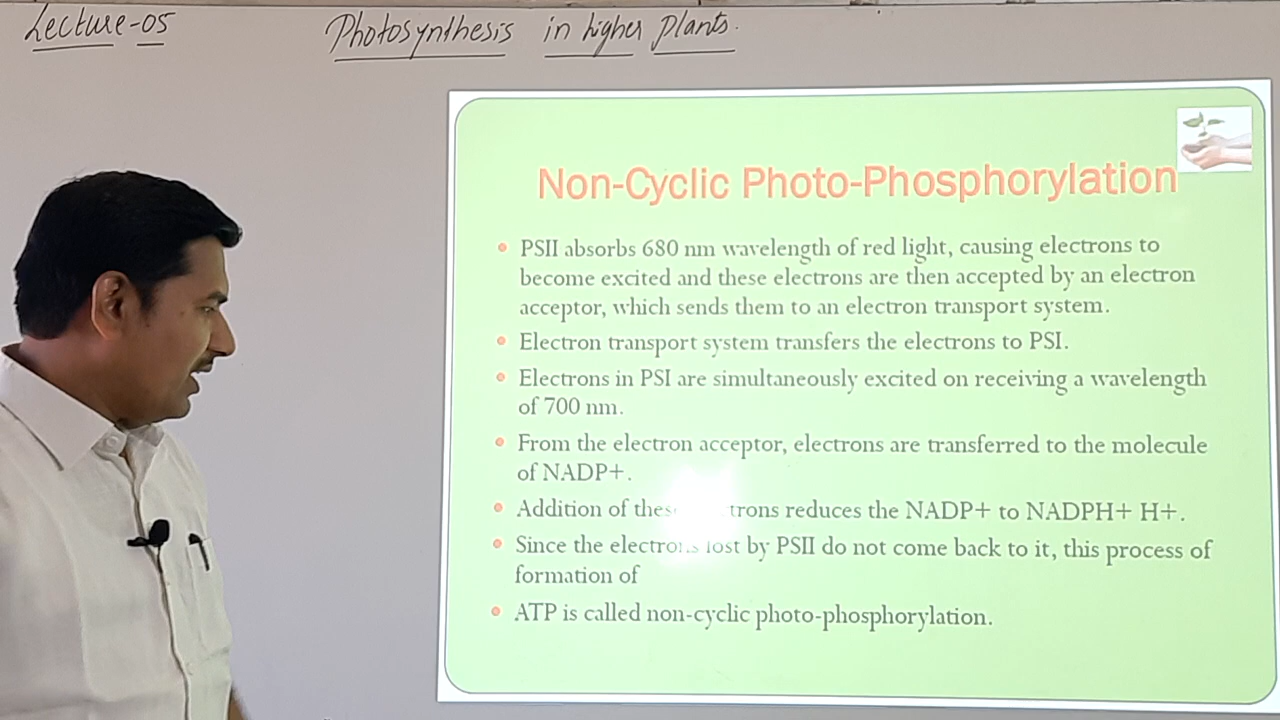 Lecture-05
Photosynthesis in higher Plants.
Non-Cyclic Photo-Phosphorylation
• PSII absorbs 680 nm wavelength of red light, causing electrons to
become excited and these electrons are then accepted by an electron
acceptor, which sends them to an electron transport system.
• Electron transport system transfers the electrons to PSI.
• Electrons in PSI are simultaneously excited on receiving a wavelength
of 700 nm.
• From the electron acceptor, electrons are transferred to the molecule
of NADP+.
• Addition of reduces the NADP+ to NADPH+ H+.
• Since the electrons lost by PSII do not come back to it, this process of
formation of
• ATP is called non-cyclic photo-phosphorylation.